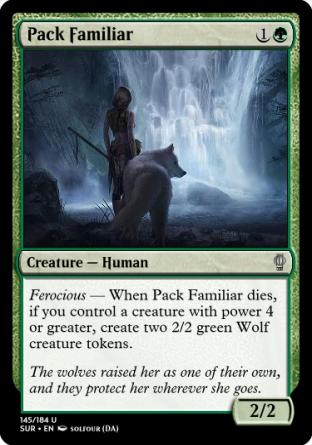 Pack Familiar 1
Creature — Human
Ferocious — When Pack Familiar dies,
if you control a creature with power 4
or greater, create two 2/2 green Wolf
creature tokens.
The wolves raised her as one of their own,
and they protect her wherever she goes.
2/2
145/184 U
SUR • EN SOLFOUR (DA)